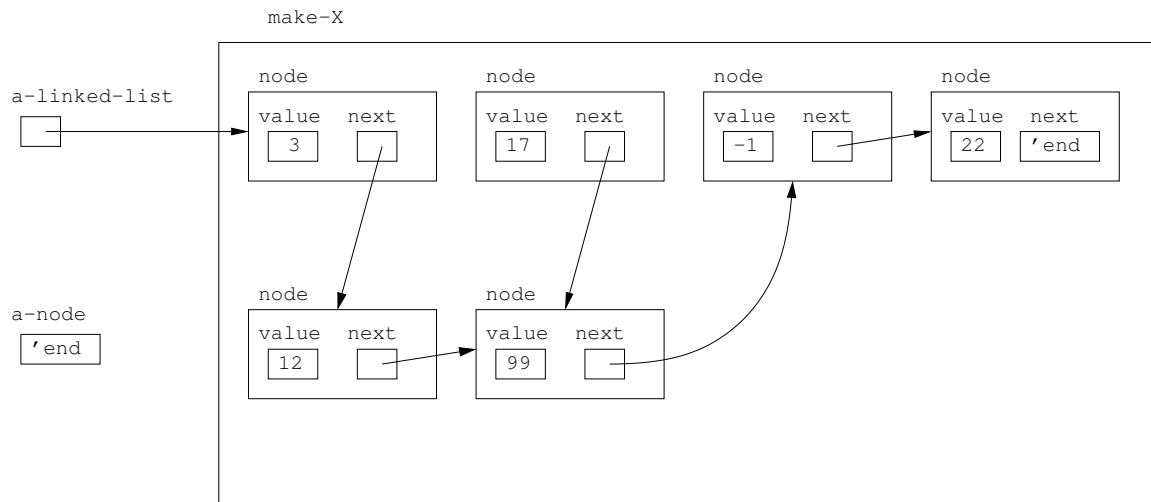 make-X
node node node node
a-linked-list
value next value next value next value next
3 17 -1 22 'end
node node
a-node
value next value next
'end
12 99